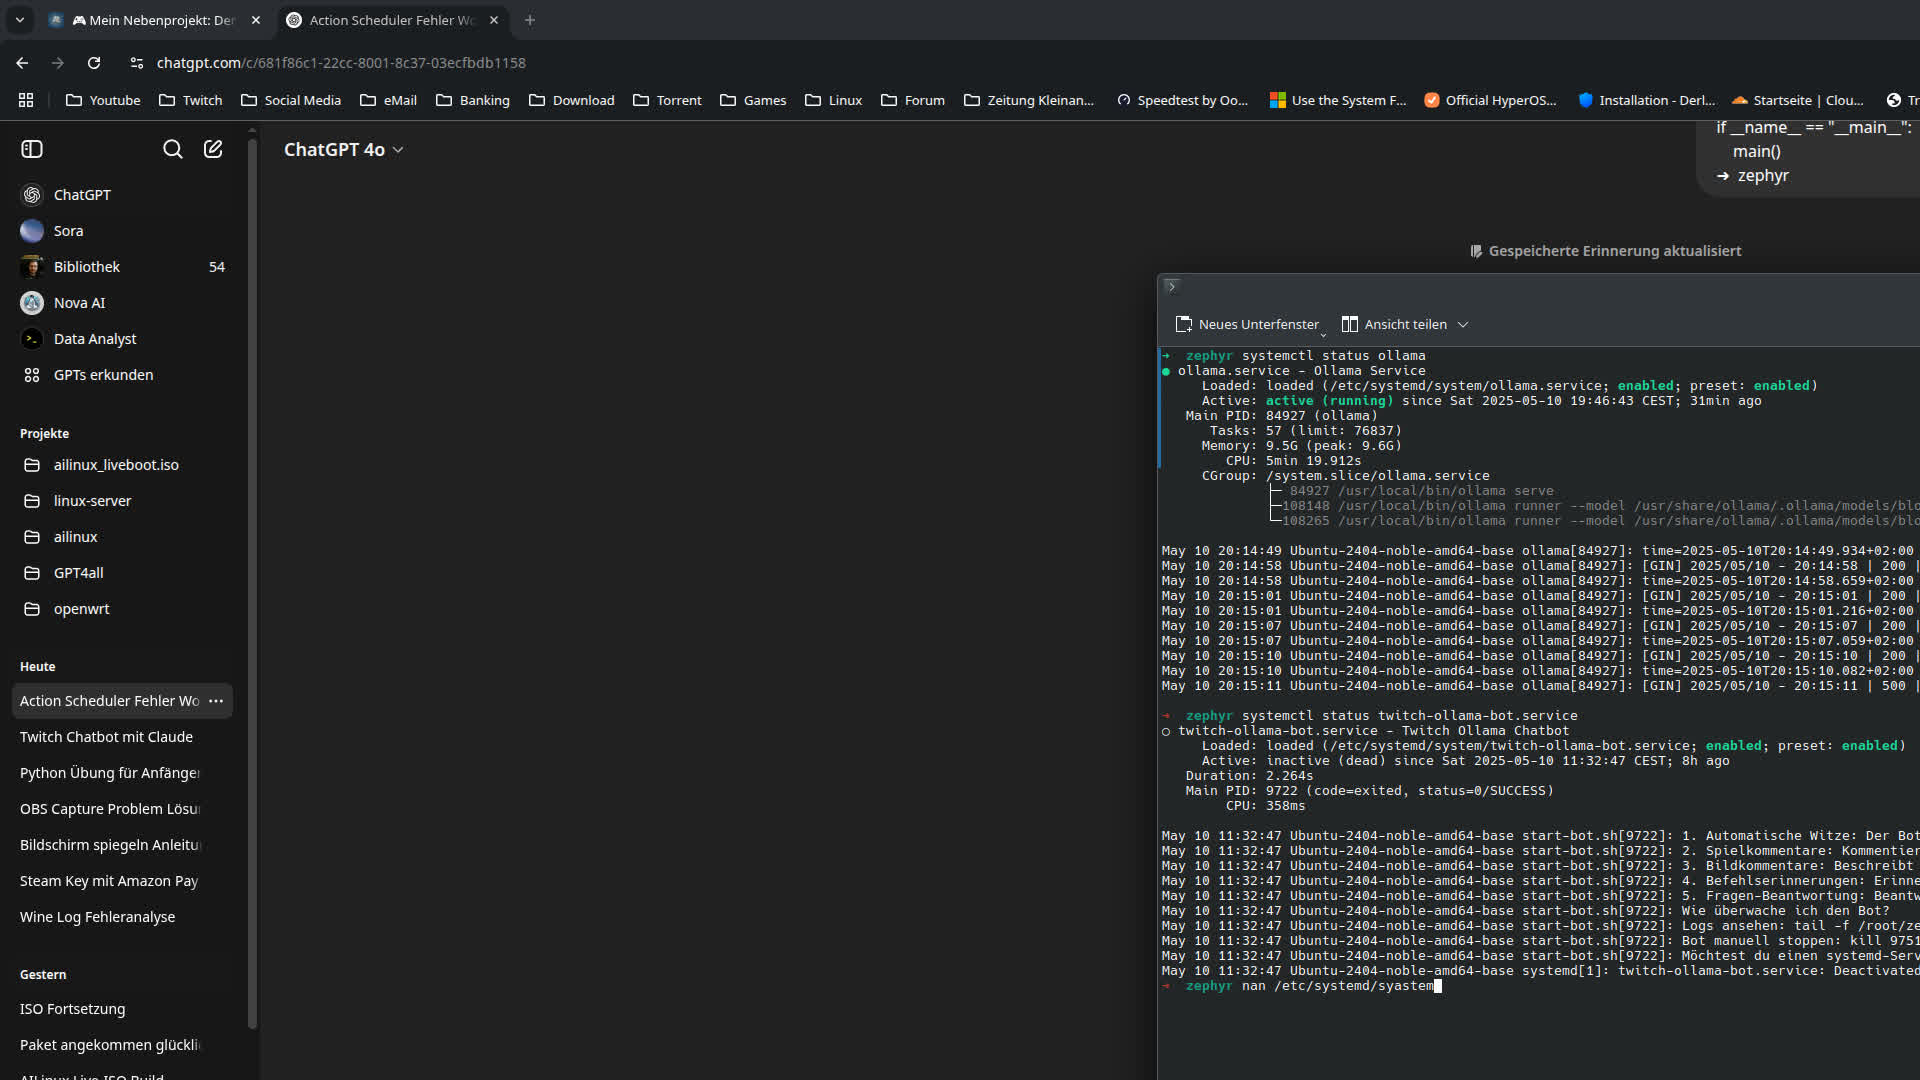 🎮 Mein Nebenprojekt: Der
Action Scheduler Fehler Wo
chatgpt.com/c/681f86c1-22cc-8001-8c37-03ecfbdb1158
Youtube
Twitch
Social Media
eMail
Banking
Download
Torrent
Games
Linux
Forum
Zeitung Kleinan...
Speedtest by Oo...
Use the System F...
Official HyperOS...
Installation - Derl...
Startseite | Clou...
Tr
ChatGPT 4o
ChatGPT
Sora
Bibliothek 54
Nova AI
Data Analyst
GPTs erkunden
Projekte
ailinux_liveboot.iso
linux-server
ailinux
GPT4all
openwrt
Heute
Action Scheduler Fehler Wo ...
Twitch Chatbot mit Claude
Python Übung für Anfänger
OBS Capture Problem Lösu
Bildschirm spiegeln Anleitu
Steam Key mit Amazon Pay
Wine Log Fehleranalyse
Gestern
ISO Fortsetzung
Paket angekommen glückli
AILinux Live ISO Build
if __name__ == "__main__":
main()
➜ zephyr
Gespeicherte Erinnerung aktualisiert
Neues Unterfenster
Ansicht teilen
➜ zephyr systemctl status ollama
● ollama.service - Ollama Service
Loaded: loaded (/etc/systemd/system/ollama.service; enabled; preset: enabled)
Active: active (running) since Sat 2025-05-10 19:46:43 CEST; 31min ago
Main PID: 84927 (ollama)
Tasks: 57 (limit: 76837)
Memory: 9.5G (peak: 9.6G)
CPU: 5min 19.912s
CGroup: /system.slice/ollama.service
├─ 84927 /usr/local/bin/ollama serve
├─108148 /usr/local/bin/ollama runner --model /usr/share/ollama/.ollama/models/blo
└─108265 /usr/local/bin/ollama runner --model /usr/share/ollama/.ollama/models/blo
May 10 20:14:49 Ubuntu-2404-noble-amd64-base ollama[84927]: time=2025-05-10T20:14:49.934+02:00
May 10 20:14:58 Ubuntu-2404-noble-amd64-base ollama[84927]: [GIN] 2025/05/10 - 20:14:58 | 200 |
May 10 20:14:58 Ubuntu-2404-noble-amd64-base ollama[84927]: time=2025-05-10T20:14:58.659+02:00
May 10 20:15:01 Ubuntu-2404-noble-amd64-base ollama[84927]: [GIN] 2025/05/10 - 20:15:01 | 200 |
May 10 20:15:01 Ubuntu-2404-noble-amd64-base ollama[84927]: time=2025-05-10T20:15:01.216+02:00
May 10 20:15:07 Ubuntu-2404-noble-amd64-base ollama[84927]: [GIN] 2025/05/10 - 20:15:07 | 200 |
May 10 20:15:07 Ubuntu-2404-noble-amd64-base ollama[84927]: time=2025-05-10T20:15:07.059+02:00
May 10 20:15:10 Ubuntu-2404-noble-amd64-base ollama[84927]: [GIN] 2025/05/10 - 20:15:10 | 200 |
May 10 20:15:10 Ubuntu-2404-noble-amd64-base ollama[84927]: time=2025-05-10T20:15:10.082+02:00
May 10 20:15:11 Ubuntu-2404-noble-amd64-base ollama[84927]: [GIN] 2025/05/10 - 20:15:11 | 500 |
➜ zephyr systemctl status twitch-ollama-bot.service
○ twitch-ollama-bot.service - Twitch Ollama Chatbot
Loaded: loaded (/etc/systemd/system/twitch-ollama-bot.service; enabled; preset: enabled)
Active: inactive (dead) since Sat 2025-05-10 11:32:47 CEST; 8h ago
Duration: 2.264s
Main PID: 9722 (code=exited, status=0/SUCCESS)
CPU: 358ms
May 10 11:32:47 Ubuntu-2404-noble-amd64-base start-bot.sh[9722]: 1. Automatische Witze: Der Bot
May 10 11:32:47 Ubuntu-2404-noble-amd64-base start-bot.sh[9722]: 2. Spielkommentare: Kommentier
May 10 11:32:47 Ubuntu-2404-noble-amd64-base start-bot.sh[9722]: 3. Bildkommentare: Beschreibt
May 10 11:32:47 Ubuntu-2404-noble-amd64-base start-bot.sh[9722]: 4. Befehlserinnerungen: Erinne
May 10 11:32:47 Ubuntu-2404-noble-amd64-base start-bot.sh[9722]: 5. Fragen-Beantwortung: Beantw
May 10 11:32:47 Ubuntu-2404-noble-amd64-base start-bot.sh[9722]: Wie überwache ich den Bot?
May 10 11:32:47 Ubuntu-2404-noble-amd64-base start-bot.sh[9722]: Logs ansehen: tail -f /root/ze
May 10 11:32:47 Ubuntu-2404-noble-amd64-base start-bot.sh[9722]: Bot manuell stoppen: kill 9751
May 10 11:32:47 Ubuntu-2404-noble-amd64-base start-bot.sh[9722]: Möchtest du einen systemd-Serv
May 10 11:32:47 Ubuntu-2404-noble-amd64-base systemd[1]: twitch-ollama-bot.service: Deactivated
➜ zephyr nan /etc/systemd/syastem